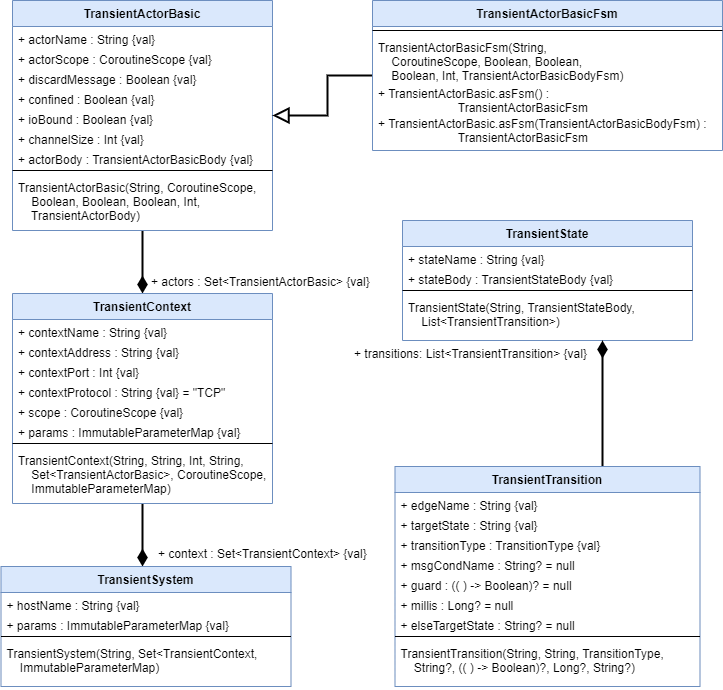 TransientActorBasic
+ actorName : String {val}
+ actorScope : CoroutineScope {val}
+ discardMessage : Boolean {val}
+ confined : Boolean {val}
+ ioBound : Boolean {val}
+ channelSize : Int {val}
+ actorBody : TransientActorBasicBody {val}
TransientActorBasic(String, CoroutineScope,
Boolean, Boolean, Boolean, Int,
TransientActorBody)
TransientActorBasicFsm
TransientActorBasicFsm(String,
CoroutineScope, Boolean, Boolean,
Boolean, Int, TransientActorBasicBodyFsm)
+ TransientActorBasic.asFsm() :
TransientActorBasicFsm
+ TransientActorBasic.asFsm(TransientActorBasicBodyFsm) :
TransientActorBasicFsm
+ actors : Set<TransientActorBasic> {val}
TransientContext
+ contextName : String {val}
+ contextAddress : String {val}
+ contextPort : Int {val}
+ contextProtocol : String {val} = "TCP"
+ scope : CoroutineScope {val}
+ params : ImmutableParameterMap {val}
TransientContext(String, String, Int, String,
Set<TransientActorBasic>, CoroutineScope,
ImmutableParameterMap)
TransientState
+ stateName : String {val}
+ stateBody : TransientStateBody {val}
TransientState(String, TransientStateBody,
List<TransientTransition>)
+ transitions: List<TransientTransition> {val}
+ context : Set<TransientContext> {val}
TransientSystem
+ hostName : String {val}
+ params : ImmutableParameterMap {val}
TransientSystem(String, Set<TransientContext,
ImmutableParameterMap)
TransientTransition
+ edgeName : String {val}
+ targetState : String {val}
+ transitionType : TransitionType {val}
+ msgCondName : String? = null
+ guard : (( ) -> Boolean)? = null
+ millis : Long? = null
+ elseTargetState : String? = null
TransientTransition(String, String, TransitionType,
String?, (( ) -> Boolean)?, Long?, String?)